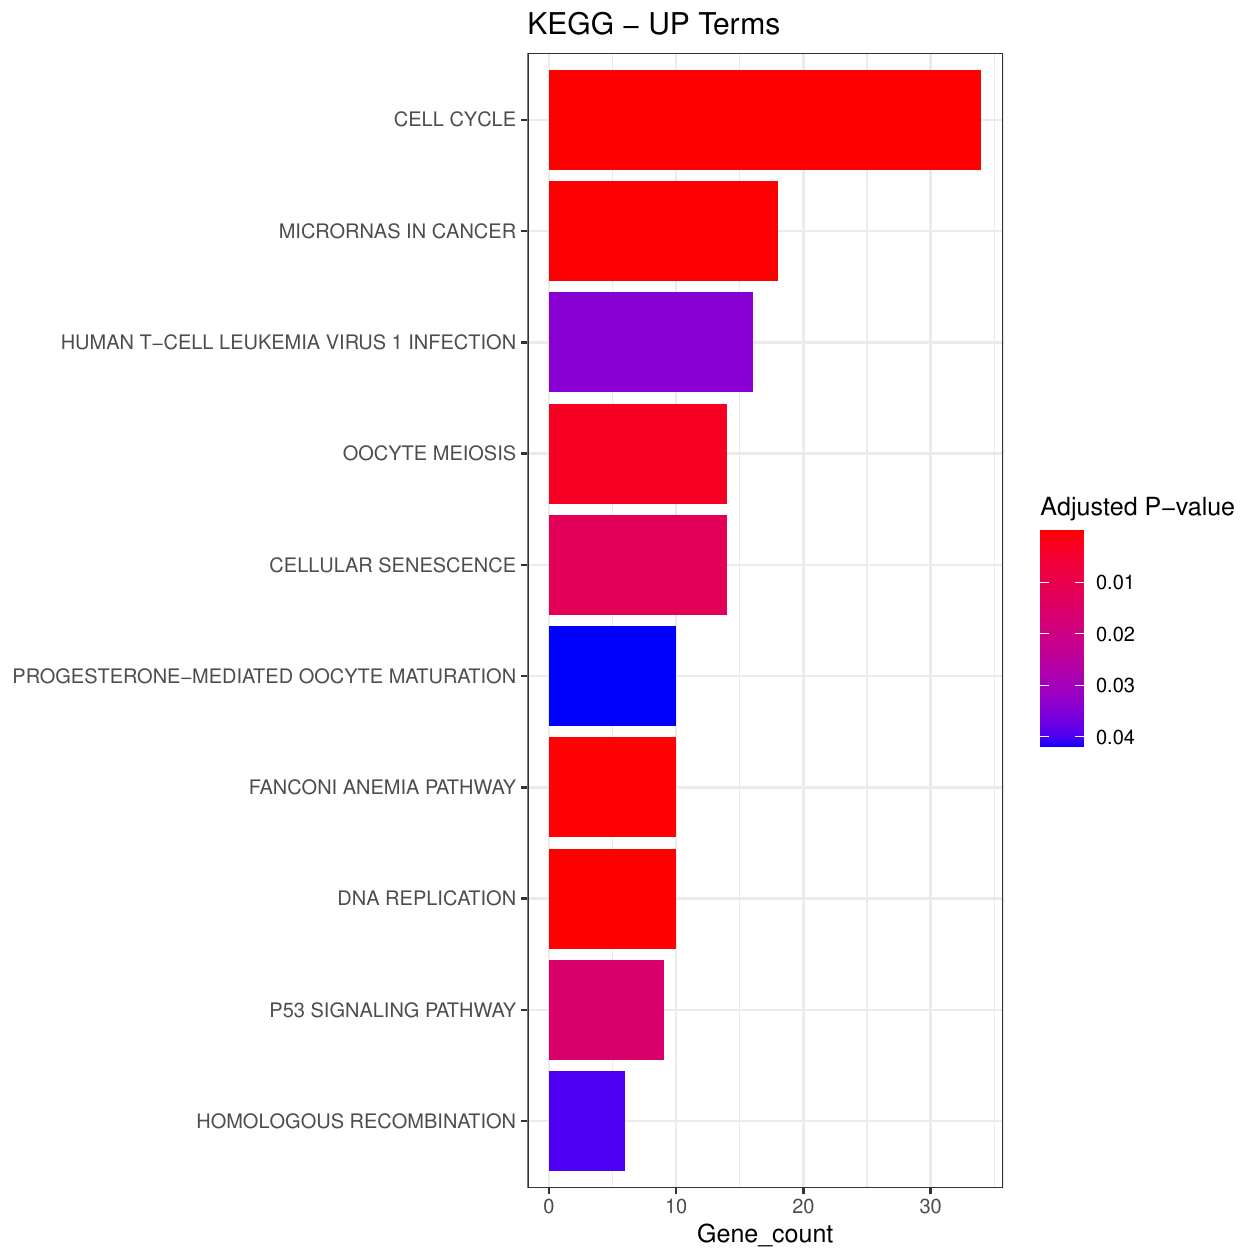 KEGG − UP Terms
CELL CYCLE
MICRORNAS IN CANCER
HUMAN T−CELL LEUKEMIA VIRUS 1 INFECTION
OOCYTE MEIOSIS
CELLULAR SENESCENCE
PROGESTERONE−MEDIATED OOCYTE MATURATION
FANCONI ANEMIA PATHWAY
DNA REPLICATION
P53 SIGNALING PATHWAY
HOMOLOGOUS RECOMBINATION
0 10 20 30
Gene_count
Adjusted P−value
0.01
0.02
0.03
0.04